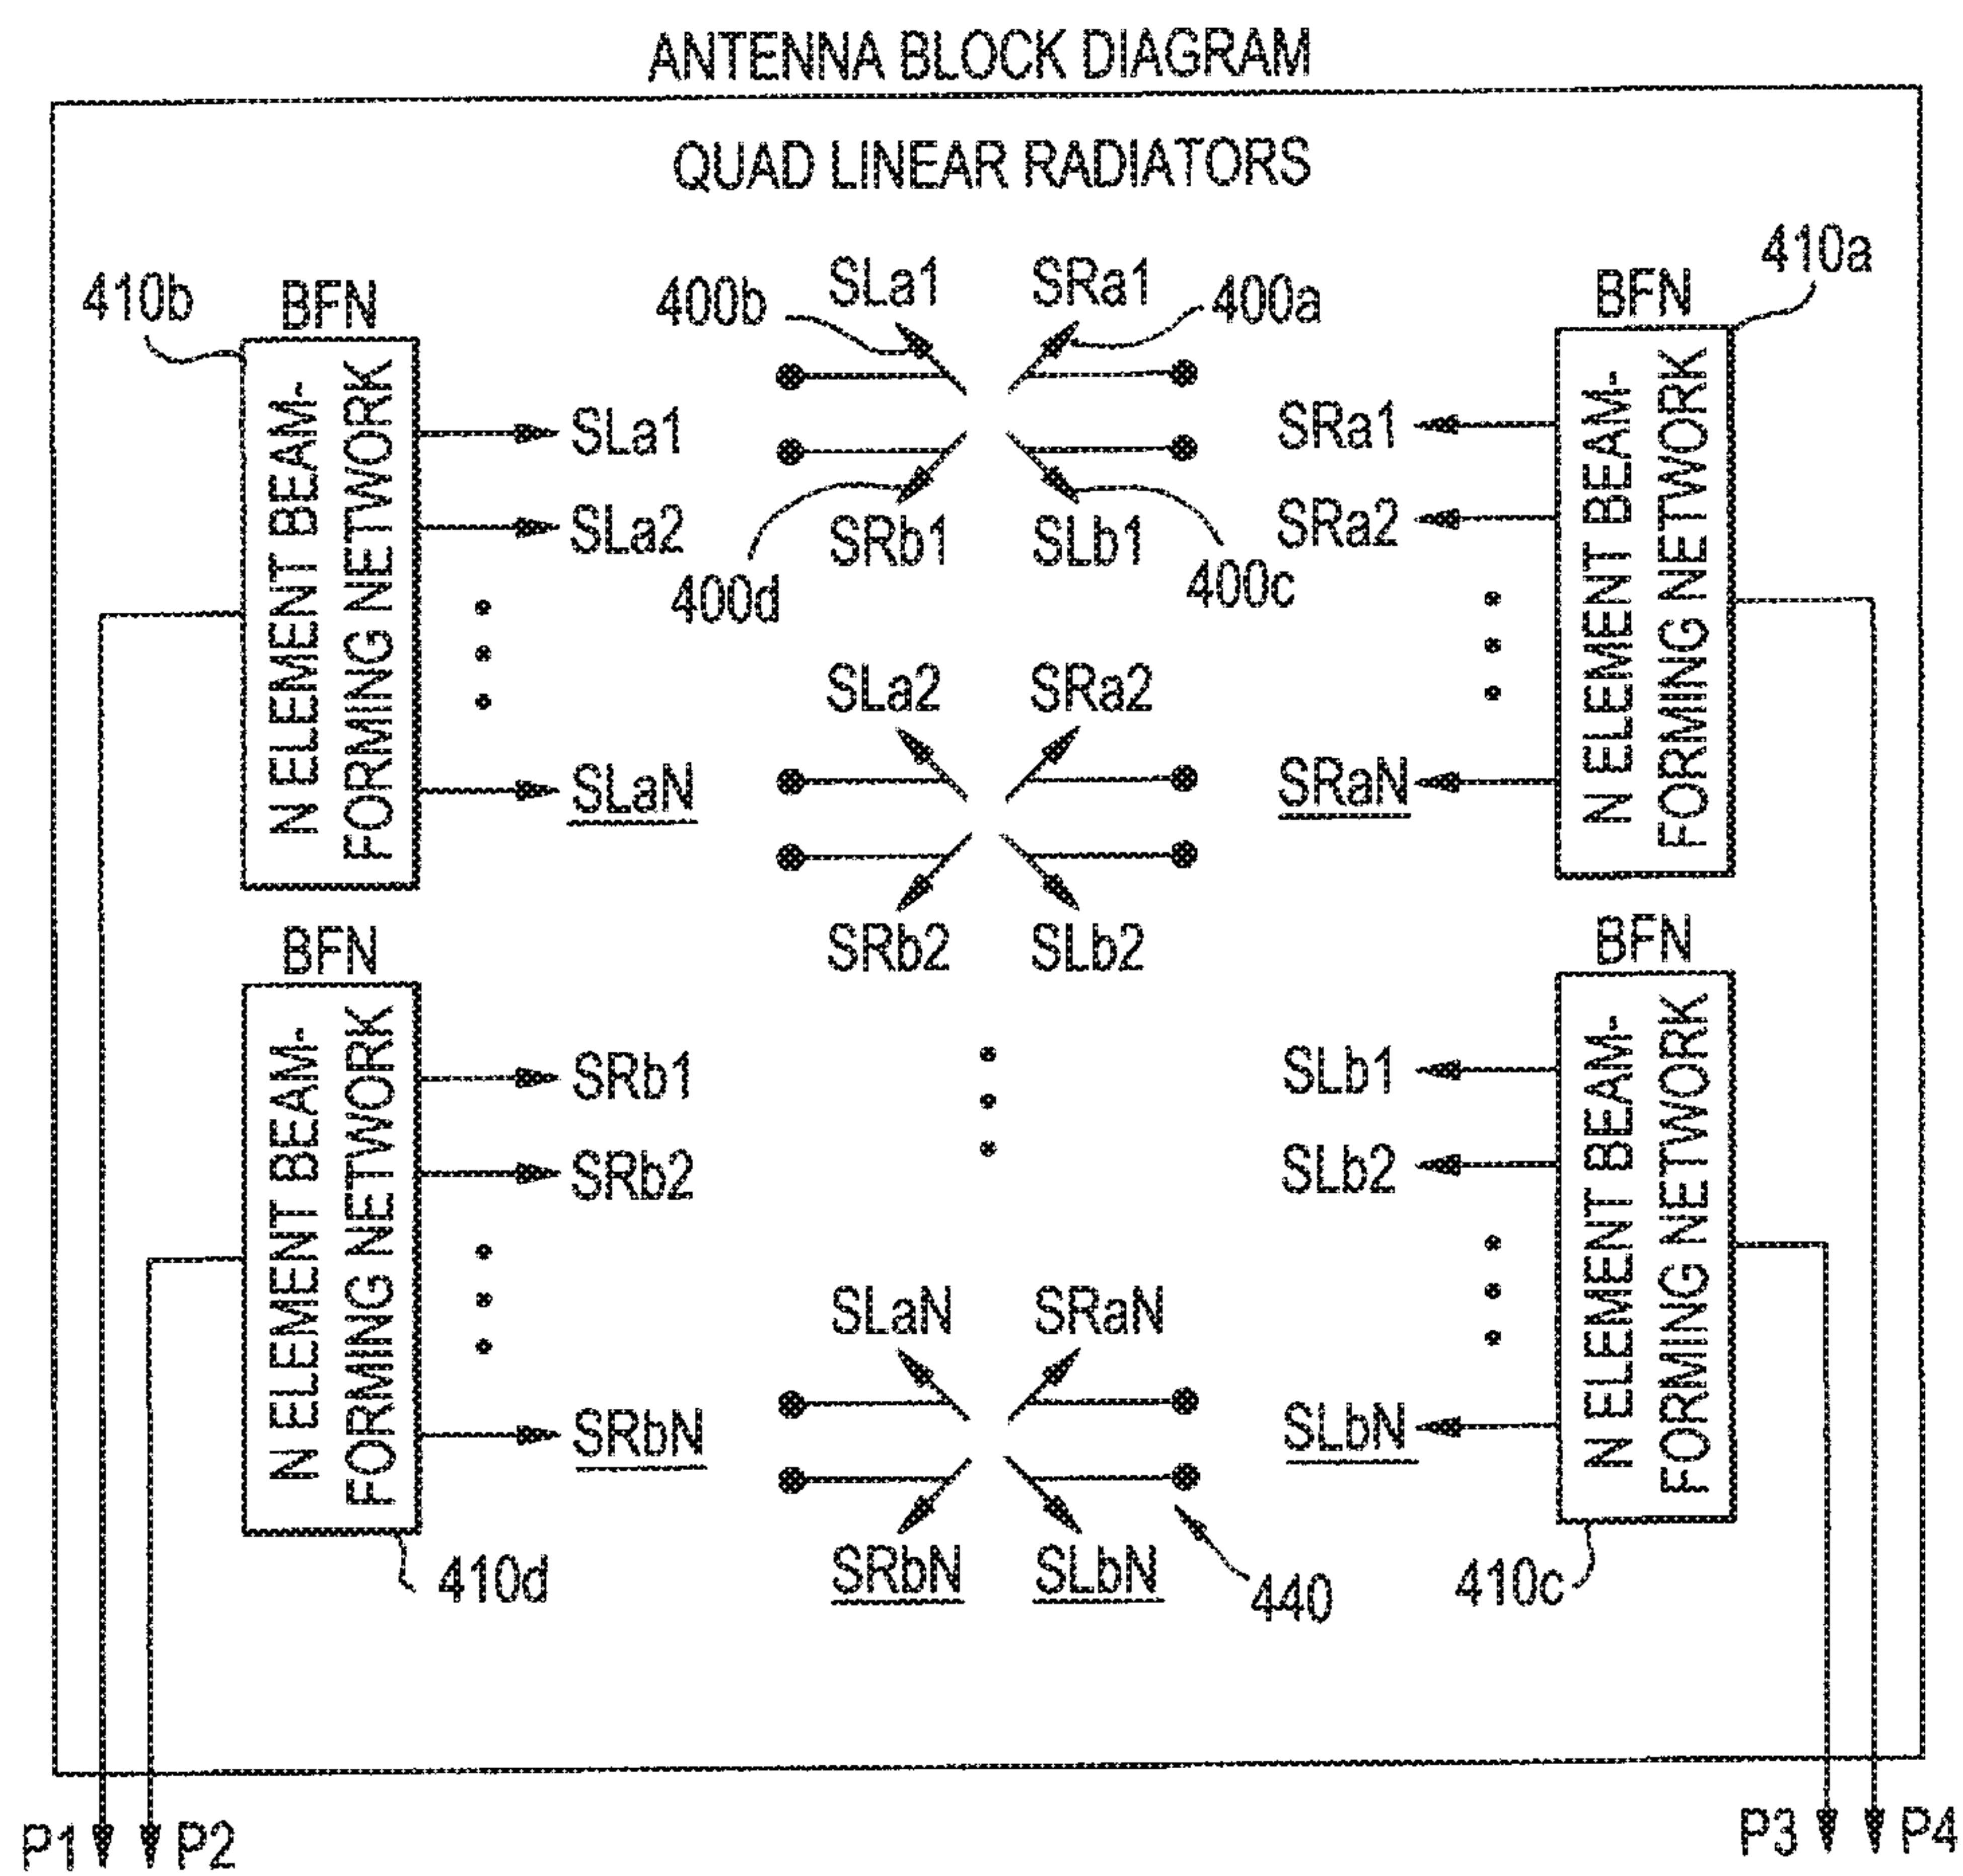 ANTENNA BLOCK DIAGRAM
QUAD LINEAR RADIATORS
410b
BFN
N ELEMENT BEAM-
FORMING NETWORK
SLa1
SLa2
SLaN
400b
SLa1
SRa1
400a
SRb1
SLb1
400d
400c
410a
BFN
N ELEMENT BEAM-
FORMING NETWORK
SRa1
SRa2
SRaN
SLa2
SRa2
SRb2
SLb2
BFN
N ELEMENT BEAM-
FORMING NETWORK
SRb1
SRb2
SRbN
410d
SLaN
SRaN
SRbN
SLbN
440
BFN
N ELEMENT BEAM-
FORMING NETWORK
SLb1
SLb2
SLbN
410c
P1
P2
P3
P4